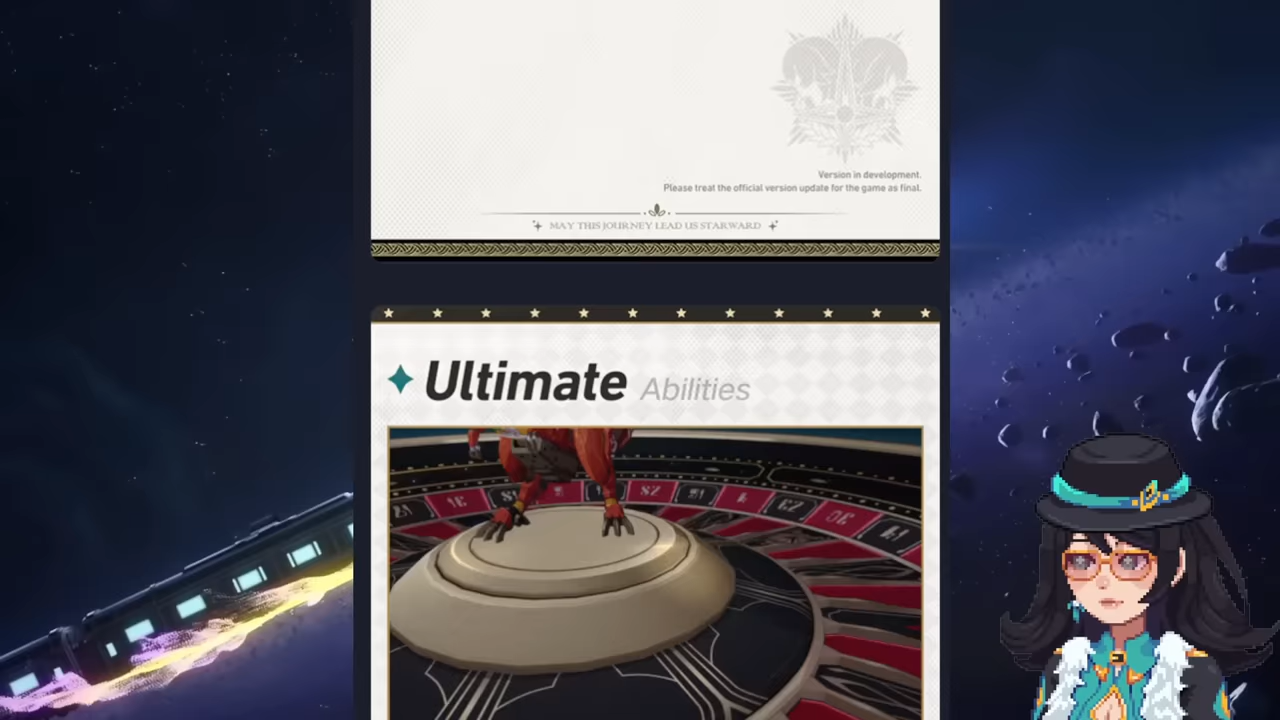 Version in development.
Please treat the official version update for the game as final.
MAY THIS JOURNEY LEAD US STARWARD
Ultimate Abilities